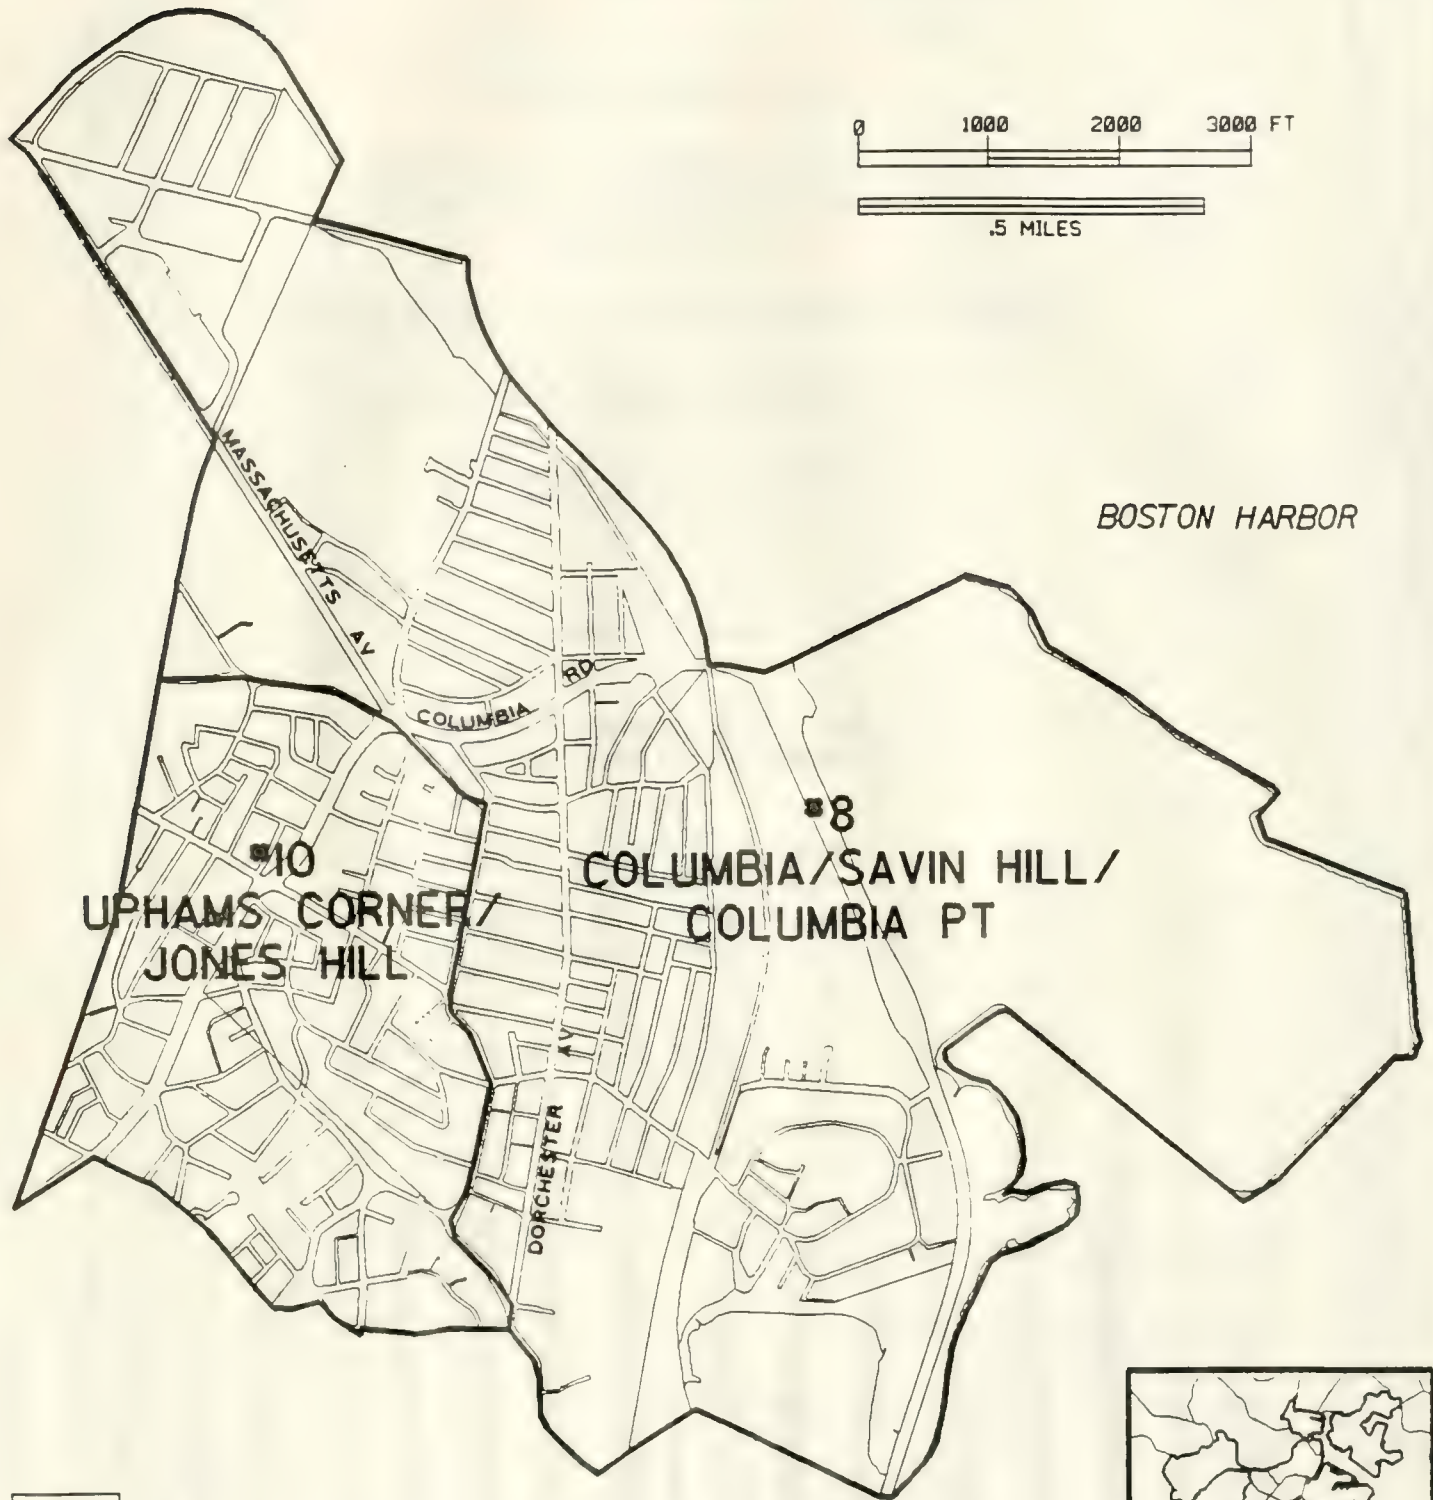 0 1000 2000 3000 FT
.5 MILES
MASSACHUSETTS AV
BOSTON HARBOR
COLUMBIA RD
8
COLUMBIA/SAVIN HILL/
COLUMBIA PT
10
UPHAMS CORNER/
JONES HILL
DORCHESTER AV